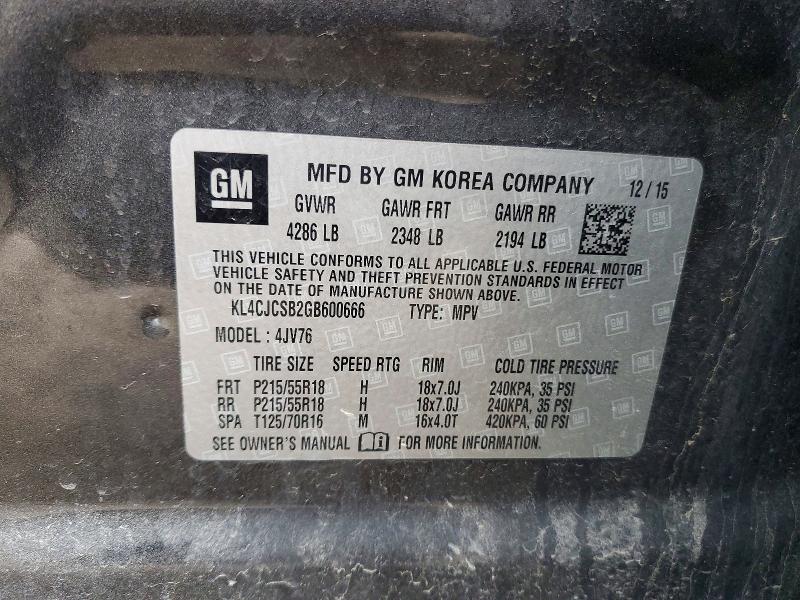 GM MFD BY GM KOREA COMPANY 12 / 15
GVWR GAWR FRT GAWR RR
4286 LB 2348 LB 2194 LB
THIS VEHICLE CONFORMS TO ALL APPLICABLE U.S. FEDERAL MOTOR
VEHICLE SAFETY AND THEFT PREVENTION STANDARDS IN EFFECT
ON THE DATE OF MANUFACTURE SHOWN ABOVE.
KL4CJCSB2GB600666 TYPE: MPV
MODEL : 4JV76
TIRE SIZE SPEED RTG RIM COLD TIRE PRESSURE
FRT P215/55R18 H 18x7.0J 240KPA, 35 PSI
RR P215/55R18 H 18x7.0J 240KPA, 35 PSI
SPA T125/70R16 M 16x4.0T 420KPA, 60 PSI
SEE OWNER'S MANUAL FOR MORE INFORMATION.